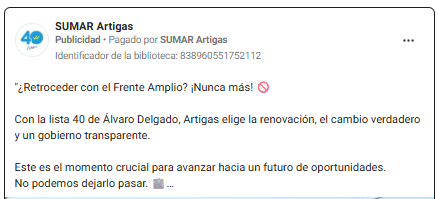 SUMAR Artigas
Publicidad • Pagado por SUMAR Artigas
Identificador de la biblioteca: 838960551752112
40
"¿Retroceder con el Frente Amplio? ¡Nunca más! 🚫
Con la lista 40 de Álvaro Delgado, Artigas elige la renovación, el cambio verdadero
y un gobierno transparente.
Este es el momento crucial para avanzar hacia un futuro de oportunidades.
No podemos dejarlo pasar. 🗳️ ...